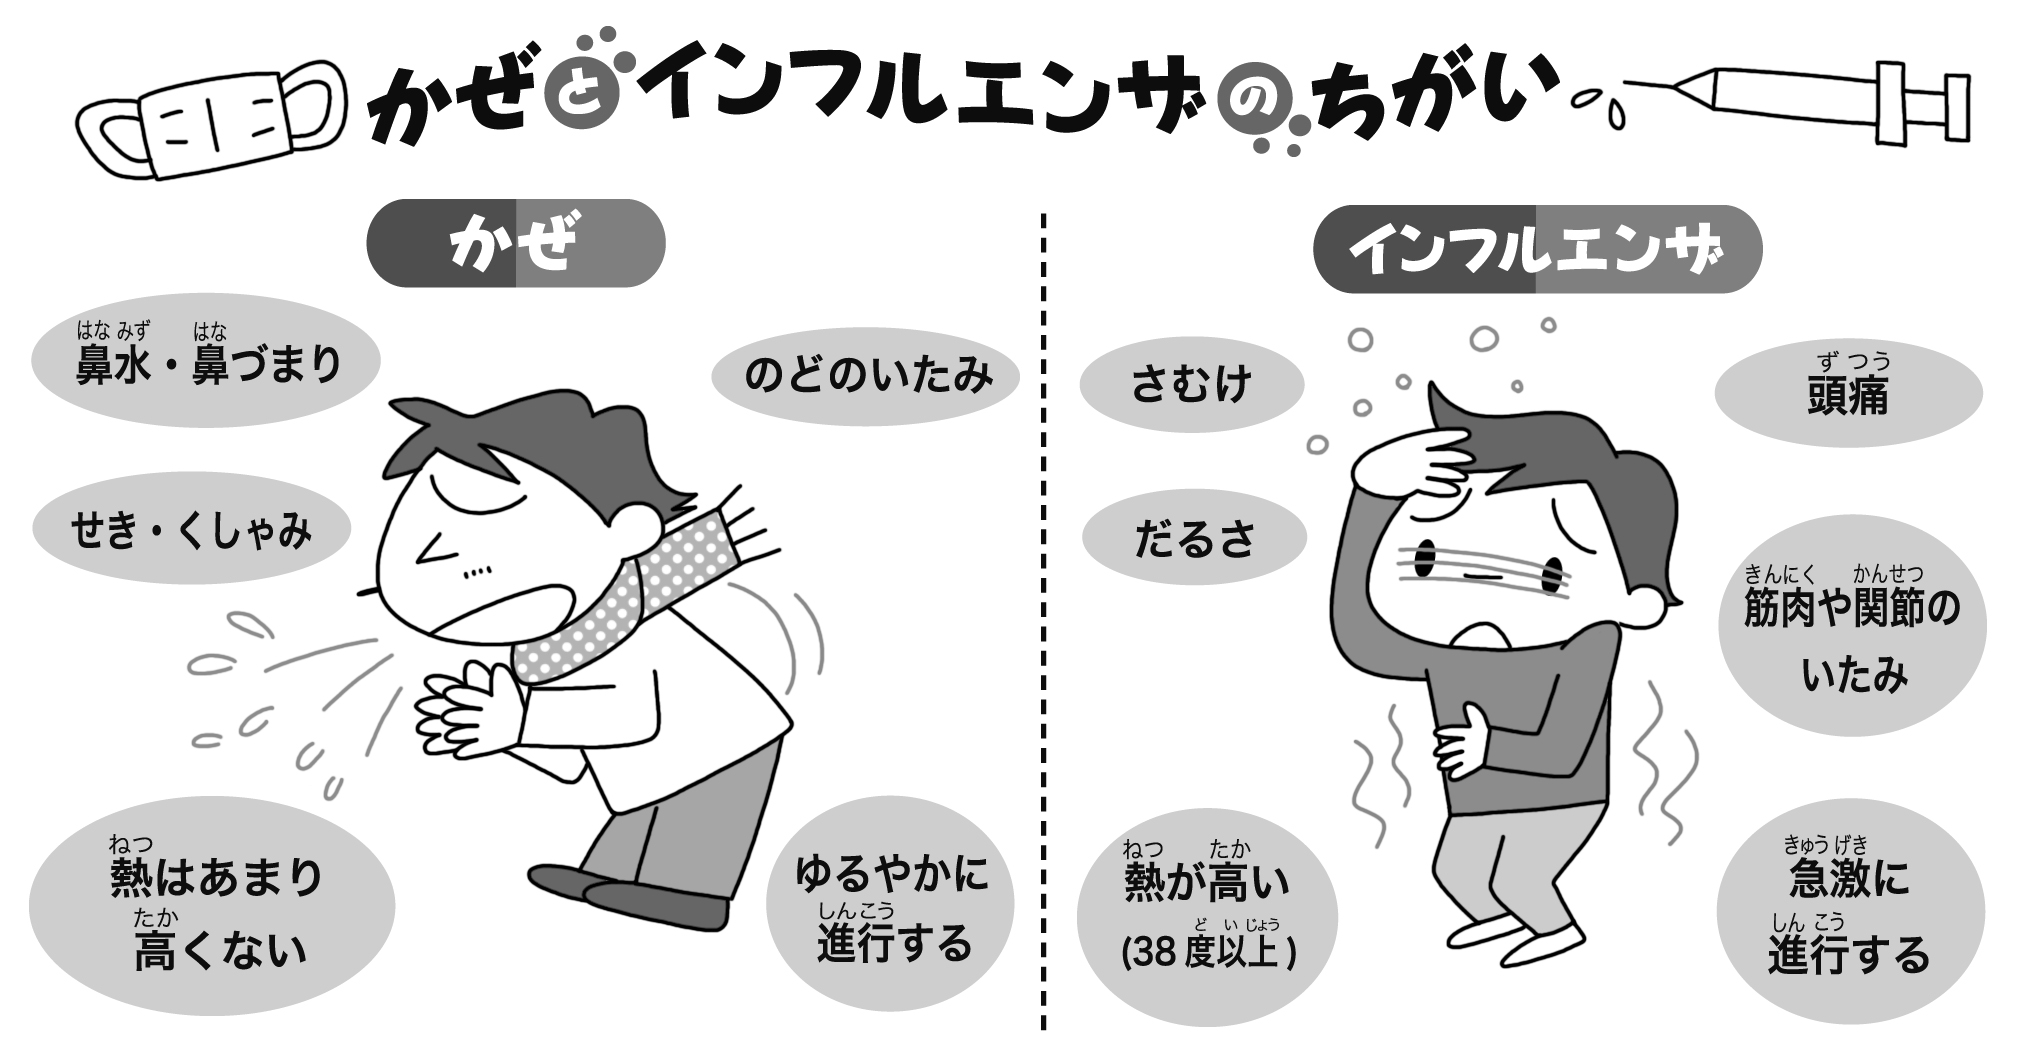 かぜとインフルエンザのちがい
かぜ
はな みず　はな
鼻水・鼻づまり
のどのいたみ
せき・くしゃみ
ねつ
熱はあまり
たか
高くない
ゆるやかに
しんこう
進行する
インフルエンザ
さむけ
ず つう
頭痛
だるさ
きんにく　かんせつ
筋肉や関節の
いたみ
ねつ　たか
熱が高い
ど い じょう
(38度以上)
きゅう げき
急激に
しん こう
進行する